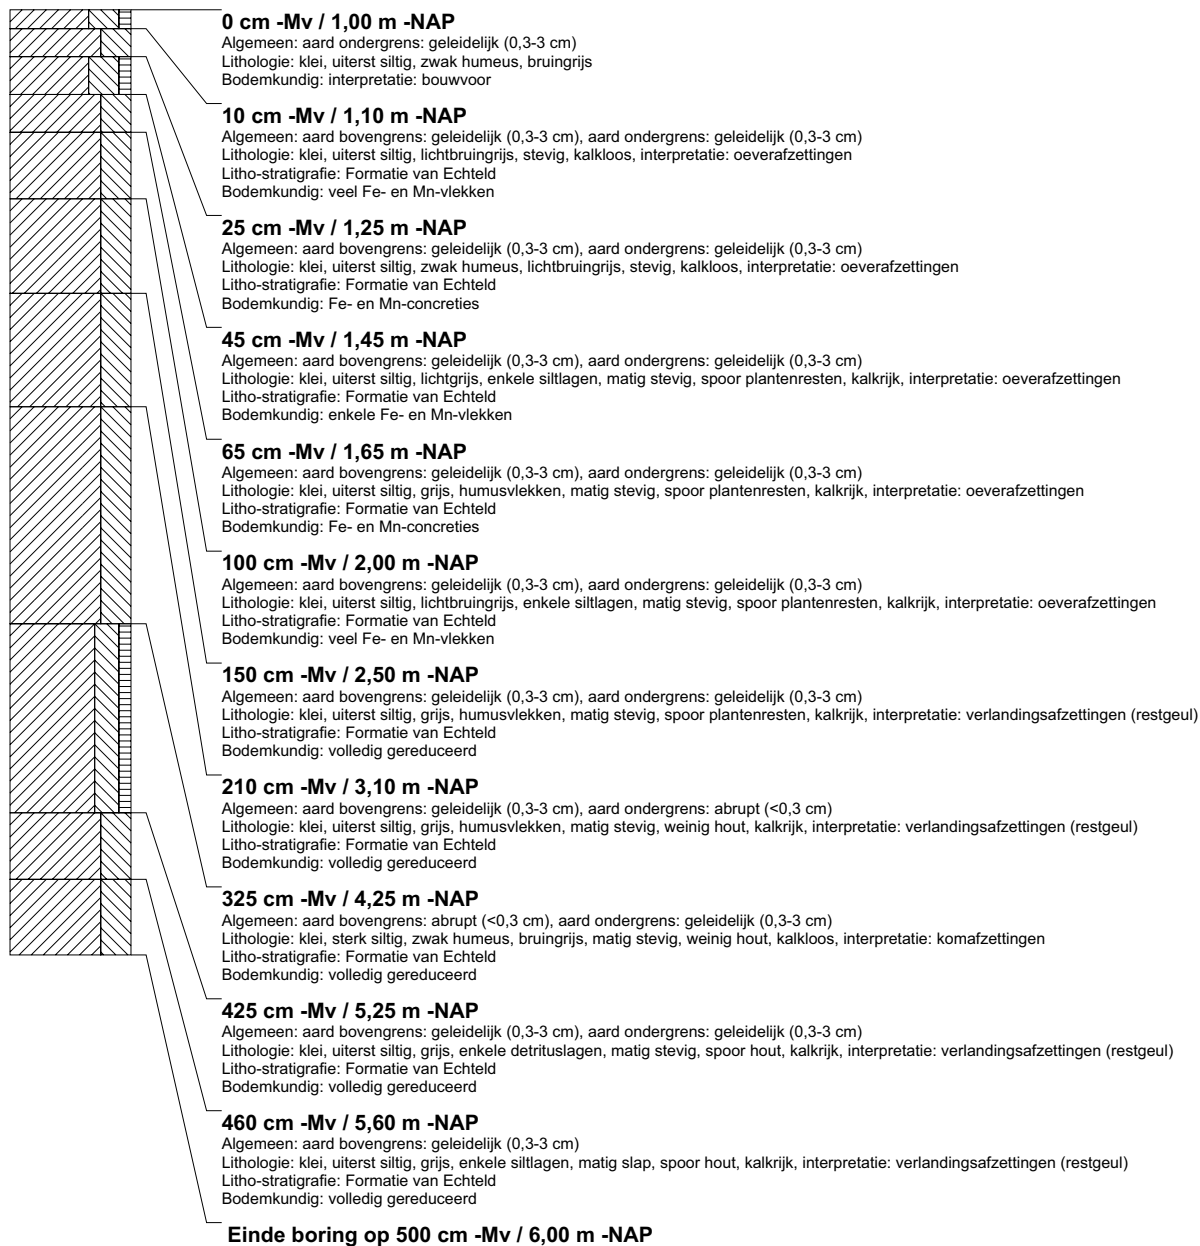 0 cm -Mv / 1,00 m -NAP
Algemeen: aard ondergrens: geleidelijk (0,3-3 cm)
Lithologie: klei, uiterst siltig, zwak humeus, bruingrijs
Bodemkundig: interpretatie: bouwvoor
10 cm -Mv / 1,10 m -NAP
Algemeen: aard bovengrens: geleidelijk (0,3-3 cm), aard ondergrens: geleidelijk (0,3-3 cm)
Lithologie: klei, uiterst siltig, lichtbruingrijs, stevig, kalkloos, interpretatie: oeverafzettingen
Litho-stratigrafie: Formatie van Echteld
Bodemkundig: veel Fe- en Mn-vlekken
25 cm -Mv / 1,25 m -NAP
Algemeen: aard bovengrens: geleidelijk (0,3-3 cm), aard ondergrens: geleidelijk (0,3-3 cm)
Lithologie: klei, uiterst siltig, zwak humeus, lichtbruingrijs, stevig, kalkloos, interpretatie: oeverafzettingen
Litho-stratigrafie: Formatie van Echteld
Bodemkundig: Fe- en Mn-concreties
45 cm -Mv / 1,45 m -NAP
Algemeen: aard bovengrens: geleidelijk (0,3-3 cm), aard ondergrens: geleidelijk (0,3-3 cm)
Lithologie: klei, uiterst siltig, lichtgrijs, enkele siltlagen, matig stevig, spoor plantenresten, kalkrijk, interpretatie: oeverafzettingen
Litho-stratigrafie: Formatie van Echteld
Bodemkundig: enkele Fe- en Mn-vlekken
65 cm -Mv / 1,65 m -NAP
Algemeen: aard bovengrens: geleidelijk (0,3-3 cm), aard ondergrens: geleidelijk (0,3-3 cm)
Lithologie: klei, uiterst siltig, grijs, humusvlekken, matig stevig, spoor plantenresten, kalkrijk, interpretatie: oeverafzettingen
Litho-stratigrafie: Formatie van Echteld
Bodemkundig: Fe- en Mn-concreties
100 cm -Mv / 2,00 m -NAP
Algemeen: aard bovengrens: geleidelijk (0,3-3 cm), aard ondergrens: geleidelijk (0,3-3 cm)
Lithologie: klei, uiterst siltig, lichtbruingrijs, enkele siltlagen, matig stevig, spoor plantenresten, kalkrijk, interpretatie: oeverafzettingen
Litho-stratigrafie: Formatie van Echteld
Bodemkundig: veel Fe- en Mn-vlekken
150 cm -Mv / 2,50 m -NAP
Algemeen: aard bovengrens: geleidelijk (0,3-3 cm), aard ondergrens: geleidelijk (0,3-3 cm)
Lithologie: klei, uiterst siltig, grijs, humusvlekken, matig stevig, spoor plantenresten, kalkrijk, interpretatie: verlandingsafzettingen (restgeul)
Litho-stratigrafie: Formatie van Echteld
Bodemkundig: volledig gereduceerd
210 cm -Mv / 3,10 m -NAP
Algemeen: aard bovengrens: geleidelijk (0,3-3 cm), aard ondergrens: abrupt (<0,3 cm)
Lithologie: klei, uiterst siltig, grijs, humusvlekken, matig stevig, weinig hout, kalkrijk, interpretatie: verlandingsafzettingen (restgeul)
Litho-stratigrafie: Formatie van Echteld
Bodemkundig: volledig gereduceerd
325 cm -Mv / 4,25 m -NAP
Algemeen: aard bovengrens: abrupt (<0,3 cm), aard ondergrens: geleidelijk (0,3-3 cm)
Lithologie: klei, sterk siltig, zwak humeus, bruingrijs, matig stevig, weinig hout, kalkloos, interpretatie: komafzettingen
Litho-stratigrafie: Formatie van Echteld
Bodemkundig: volledig gereduceerd
425 cm -Mv / 5,25 m -NAP
Algemeen: aard bovengrens: geleidelijk (0,3-3 cm), aard ondergrens: geleidelijk (0,3-3 cm)
Lithologie: klei, uiterst siltig, grijs, enkele detrituslagen, matig stevig, spoor hout, kalkrijk, interpretatie: verlandingsafzettingen (restgeul)
Litho-stratigrafie: Formatie van Echteld
Bodemkundig: volledig gereduceerd
460 cm -Mv / 5,60 m -NAP
Algemeen: aard bovengrens: geleidelijk (0,3-3 cm)
Lithologie: klei, uiterst siltig, grijs, enkele siltlagen, matig slap, spoor hout, kalkrijk, interpretatie: verlandingsafzettingen (restgeul)
Litho-stratigrafie: Formatie van Echteld
Bodemkundig: volledig gereduceerd
Einde boring op 500 cm -Mv / 6,00 m -NAP